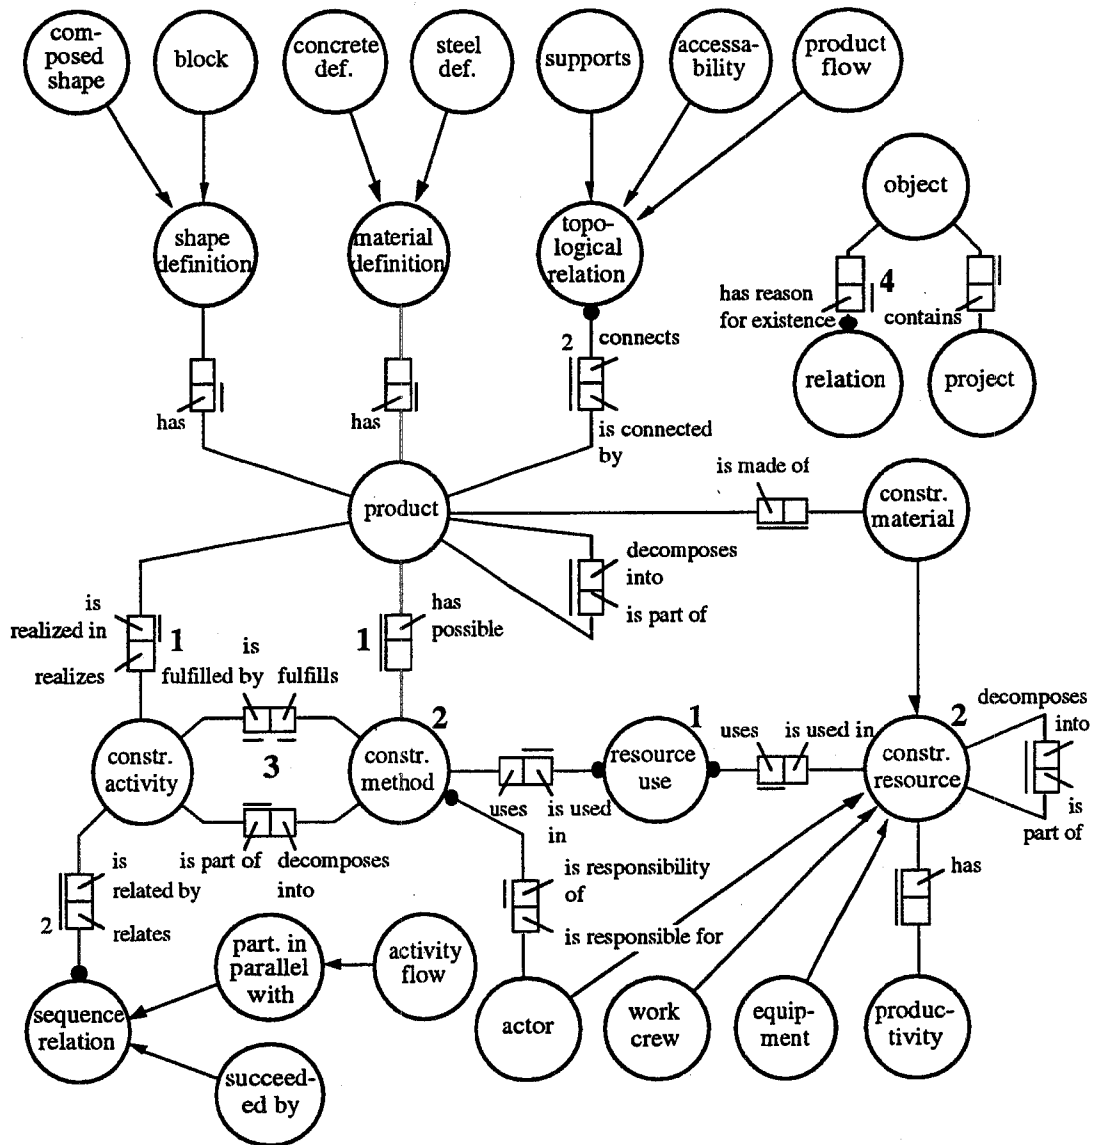 com-
posed
shape
block
concrete
def.
steel
def.
supports
accessa-
bility
product
flow
object
shape
definition
material
definition
topo-
logical
relation
4
has reason
for existence
contains
2
connects
relation
project
has
has
is connected
by
is made of
product
constr.
material
decomposes
into
is part of
is
realized in
1
realizes
1
has
possible
is
fulfilled by
fulfills
3
constr.
activity
2
constr.
method
1
resource
use
uses
is used in
2
constr.
resource
decomposes
into
is
part of
uses
is used
in
is part of
decomposes
into
is
related by
2
relates
is responsibility
of
is responsible for
has
part. in
parallel
with
activity
flow
sequence
relation
succeed-
ed by
actor
work
crew
equip-
ment
produc-
tivity